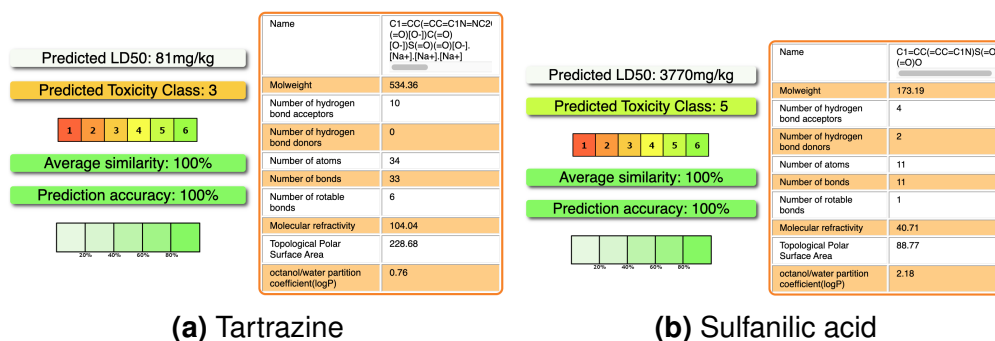 Predicted LD50: 81mg/kg
Predicted Toxicity Class: 3
1 2 3 4 5 6
Average similarity: 100%
Prediction accuracy: 100%
20% 40% 60% 80%
Name C1=CC(=CC=C1N=NC2
(=O)[O-])C(=O)
[O-])S(=O)(=O)[O-].
[Na+].[Na+].[Na+]
Molweight 534.36
Number of hydrogen
bond acceptors 10
Number of hydrogen
bond donors 0
Number of atoms 34
Number of bonds 33
Number of rotable
bonds 6
Molecular refractivity 104.04
Topological Polar
Surface Area 228.68
octanol/water partition
coefficient(logP) 0.76
(a) Tartrazine
Predicted LD50: 3770mg/kg
Predicted Toxicity Class: 5
1 2 3 4 5 6
Average similarity: 100%
Prediction accuracy: 100%
20% 40% 60% 80%
Name C1=CC(=CC=C1N)S(=O
(=O)O
Molweight 173.19
Number of hydrogen
bond acceptors 4
Number of hydrogen
bond donors 2
Number of atoms 11
Number of bonds 11
Number of rotable
bonds 1
Molecular refractivity 40.71
Topological Polar
Surface Area 88.77
octanol/water partition
coefficient(logP) 2.18
(b) Sulfanilic acid